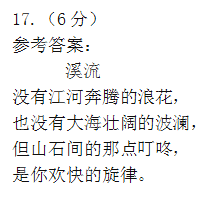 17.（6 分）
参考答案：
溪流
没有江河奔腾的浪花，
也没有大海壮阔的波澜，
但山石间的那点叮咚，
是你欢快的旋律。